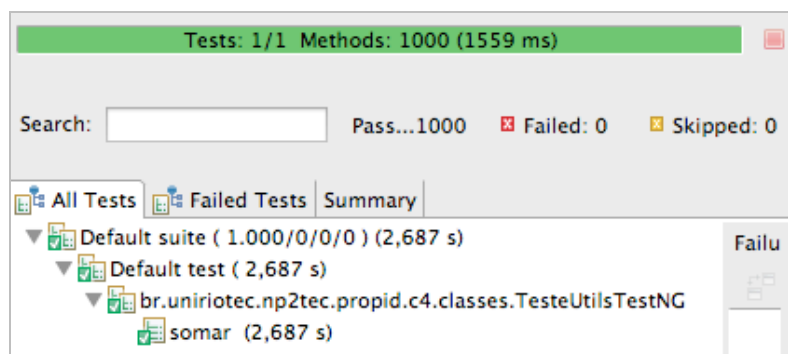 Tests: 1/1 Methods: 1000 (1559 ms)
Search: Pass...1000 Failed: 0 Skipped: 0
All Tests Failed Tests Summary
Default suite ( 1.000/0/0/0 ) (2,687 s)
Failu
Default test ( 2,687 s)
br.uniriotec.np2tec.propid.c4.classes.TesteUtilsTestNG
somar (2,687 s)